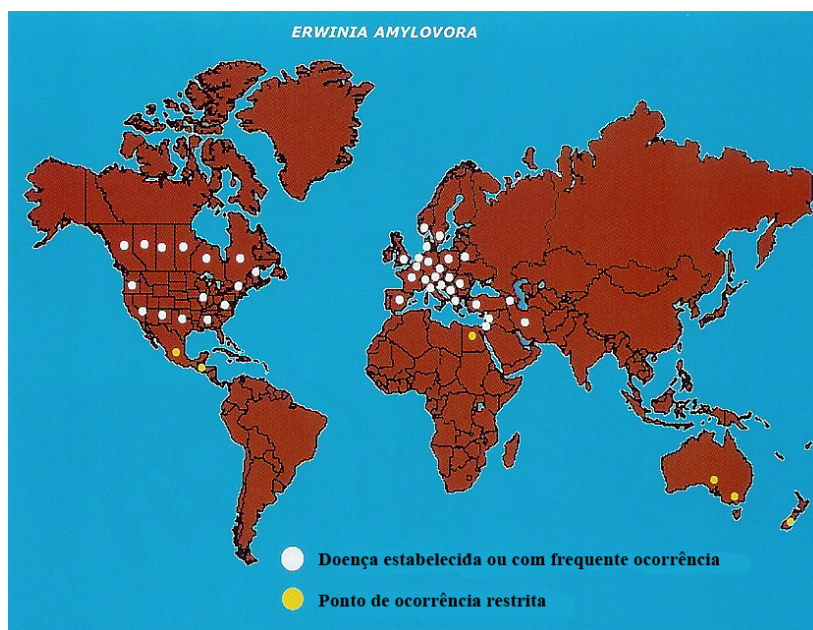 ERWINIA AMYLOVORA
Doença estabelecida ou com frequente ocorrência
Ponto de ocorrência restrita